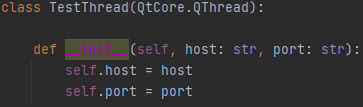 class TestThread(QtCore.QThread):
def __init__(self, host: str, port: str):
self.host = host
self.port = port